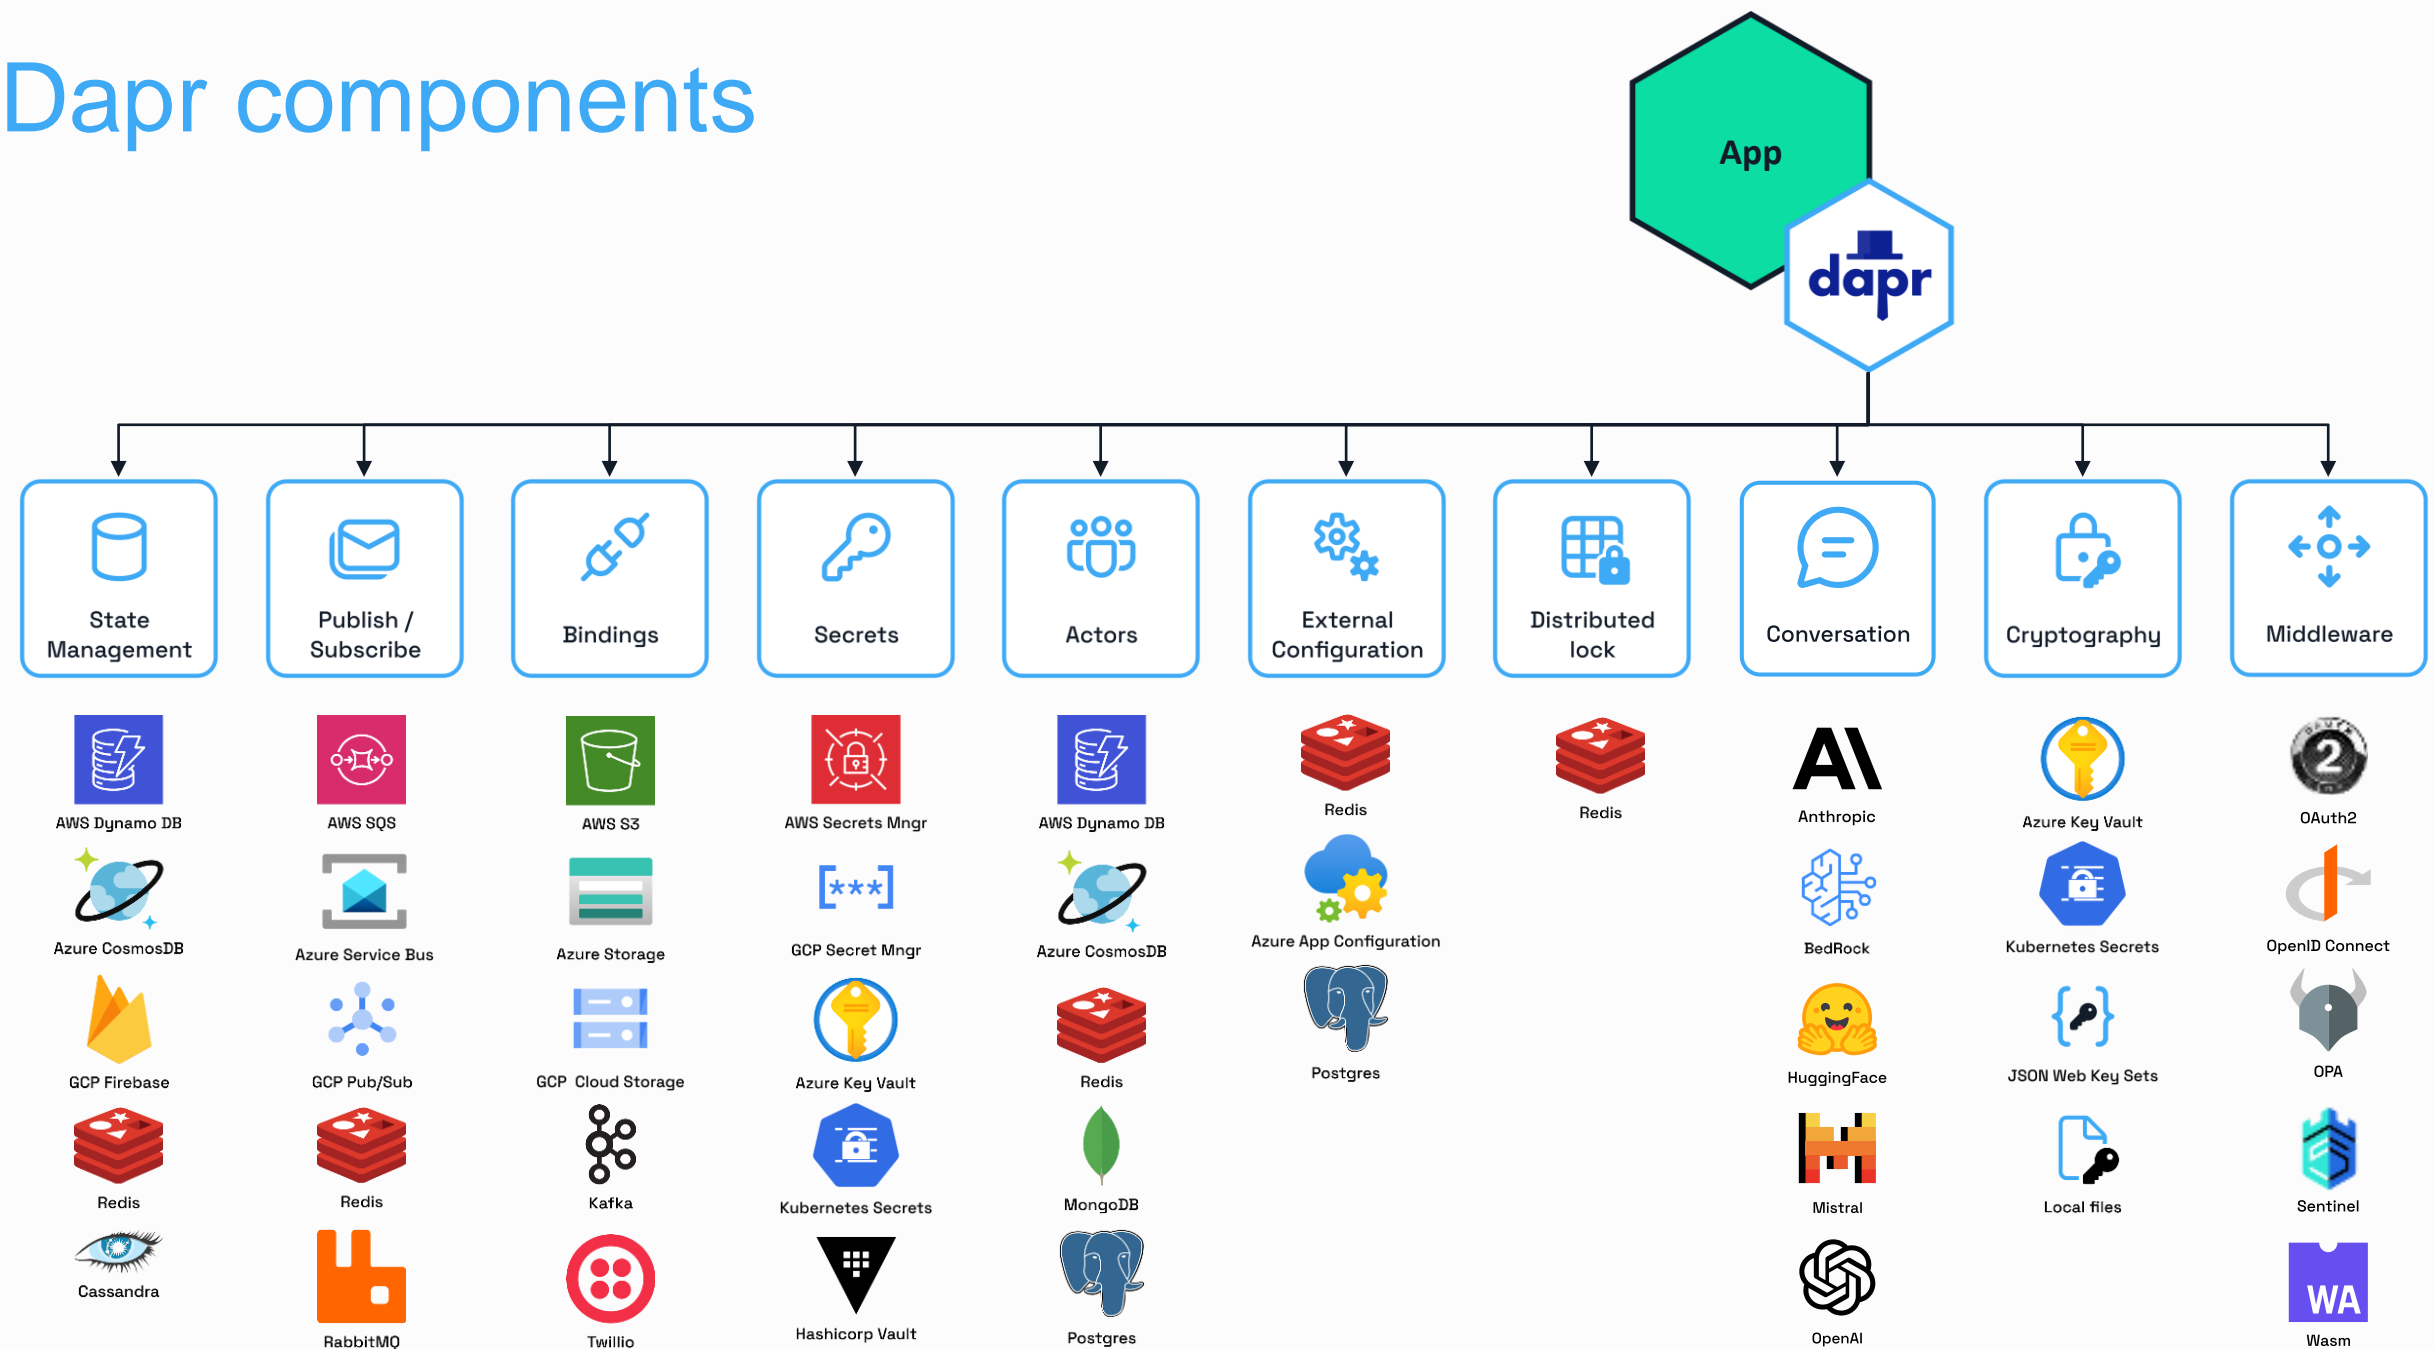 Dapr components
App
dapr
State
Management
Publish /
Subscribe
Bindings
Secrets
Actors
External
Configuration
Distributed
lock
Conversation
Cryptography
Middleware
AWS Dynamo DB
Azure CosmosDB
GCP Firebase
Redis
Cassandra
AWS SQS
Azure Service Bus
GCP Pub/Sub
Redis
RabbitMQ
AWS S3
Azure Storage
GCP Cloud Storage
Kafka
Twillio
AWS Secrets Mngr
[***]
GCP Secret Mngr
Azure Key Vault
Kubernetes Secrets
Hashicorp Vault
AWS Dynamo DB
Azure CosmosDB
Redis
MongoDB
Postgres
Redis
Azure App Configuration
Postgres
Redis
Anthropic
BedRock
HuggingFace
Mistral
OpenAI
Azure Key Vault
Kubernetes Secrets
JSON Web Key Sets
Local files
2
OAuth2
OpenID Connect
OPA
Sentinel
WA
Wasm